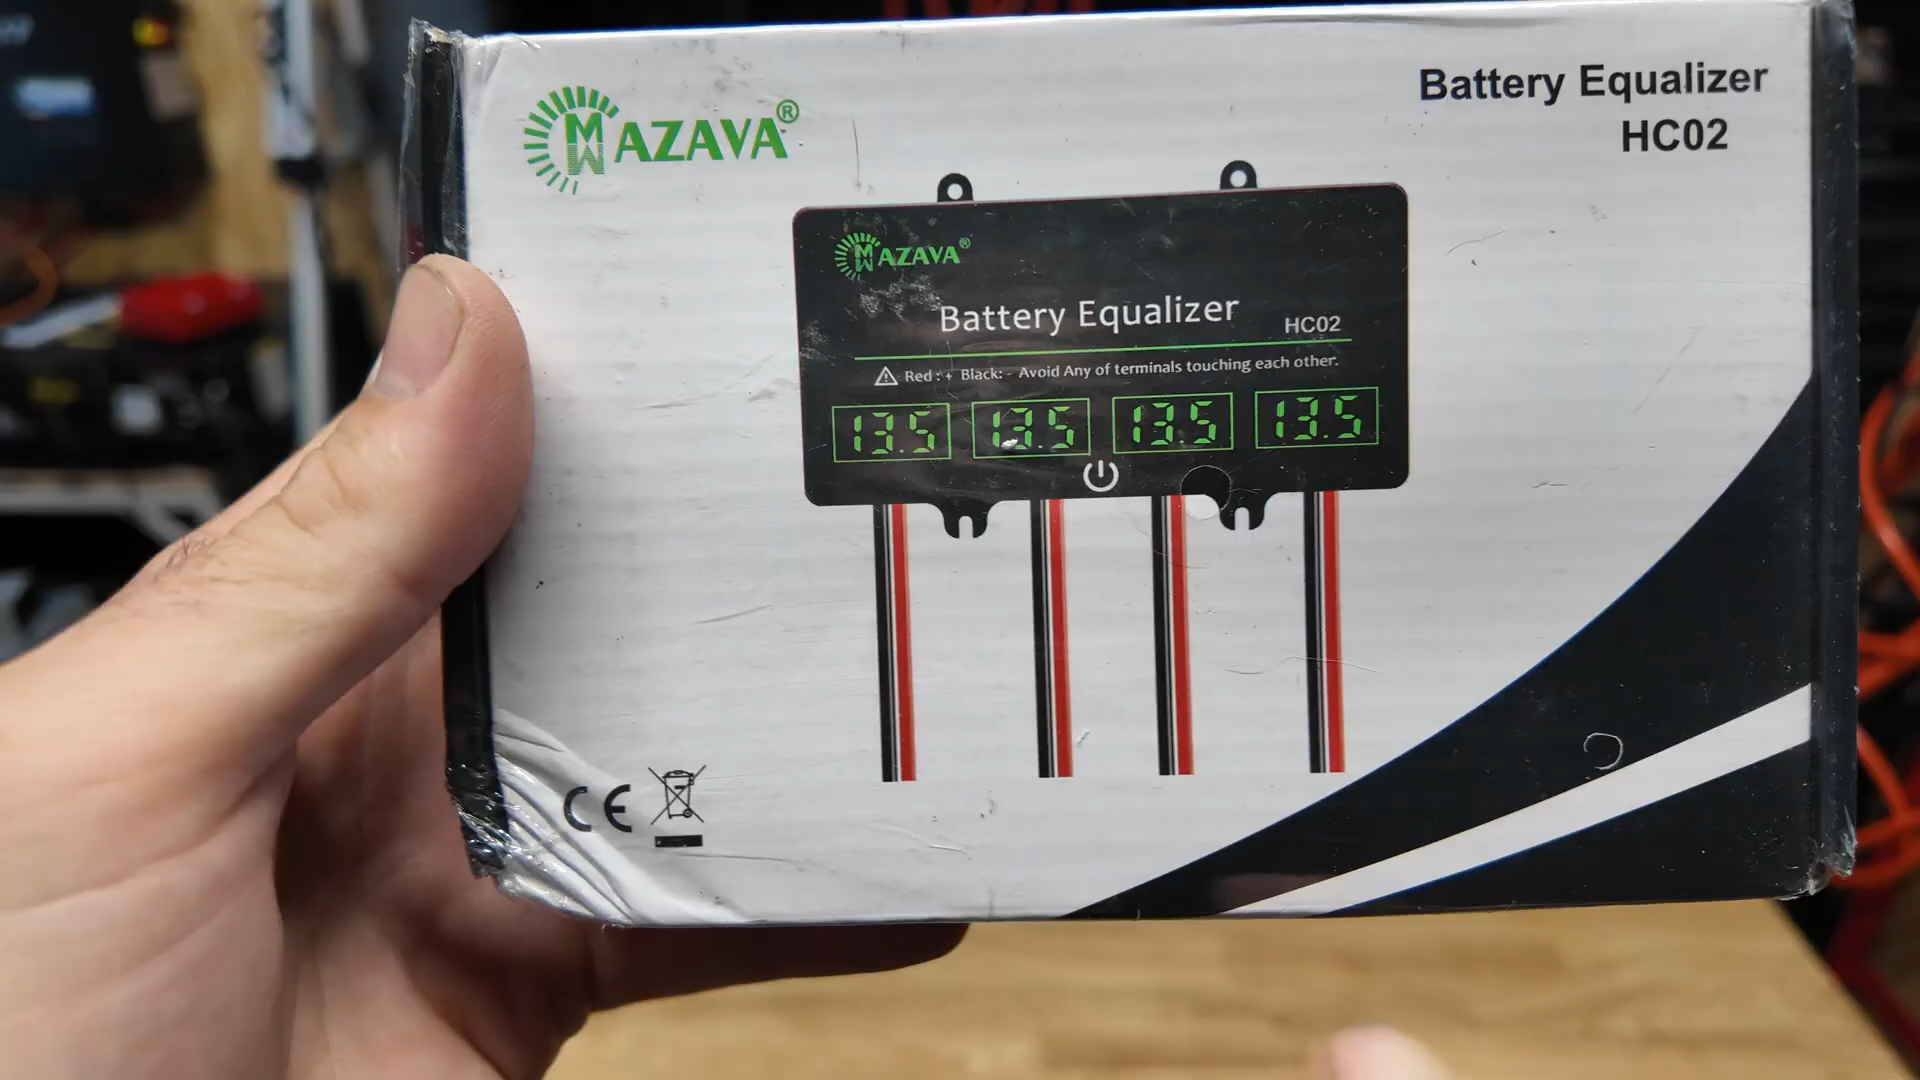 MAZAVA®
Battery Equalizer
HC02
MAZAVA®
Battery Equalizer
HC02
Red : + Black: - Avoid Any of terminals touching each other.
13.5 13.5 13.5 13.5
CE